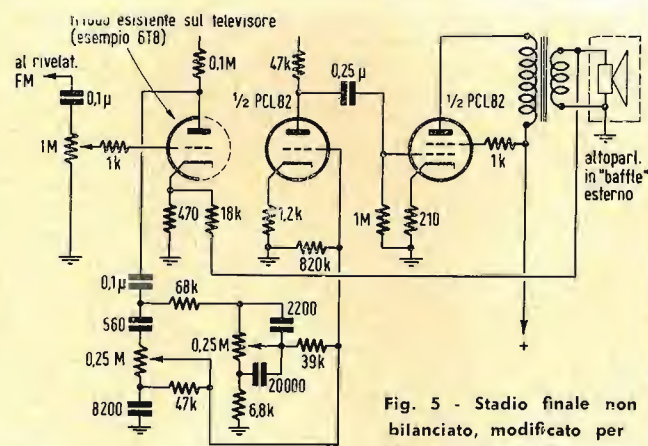 triodo esistente sul televisore
(esempio 6T8)
al rivelat.
FM
0,1µ
1M
1k
0,1M
470
18k
47k
½ PCL82
0,25 µ
1,2k
820k
½ PCL82
1M
210
1k
altoparl.
in "baffle"
esterno
+
0,1µ
560
0,25 M
8200
68k
47k
0,25M
2200
20000
6,8k
39k
Fig. 5 - Stadio finale non
bilanciato, modificato per